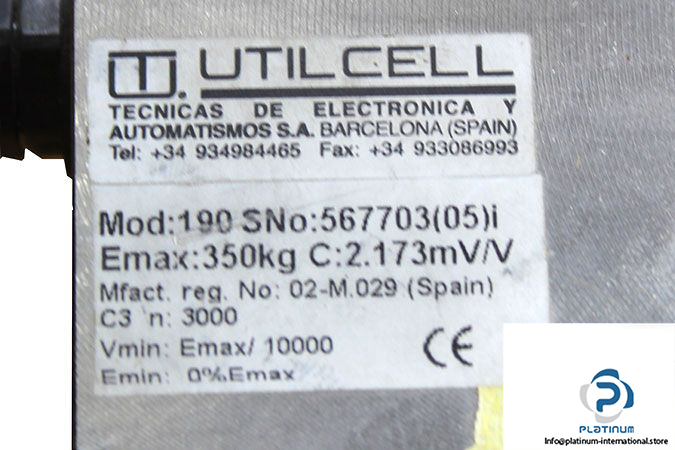 UTILCELL
TECNICAS DE ELECTRONICA Y
AUTOMATISMOS S.A. BARCELONA (SPAIN)
Tel: +34 934984465 Fax: +34 933086993
Mod:190 SNo:567703(05)i
Emax:350kg C:2.173mV/V
Mfact. reg. No: 02-M.029 (Spain)
C3 n: 3000
Vmin: Emax/ 10000
CE
Emin: 0%Emax
PLATINUM
Info@platinum-international.store